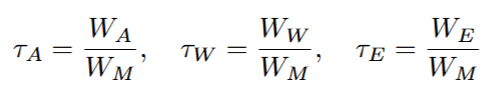 τ_A = W_A / W_M, τ_W = W_W / W_M, τ_E = W_E / W_M